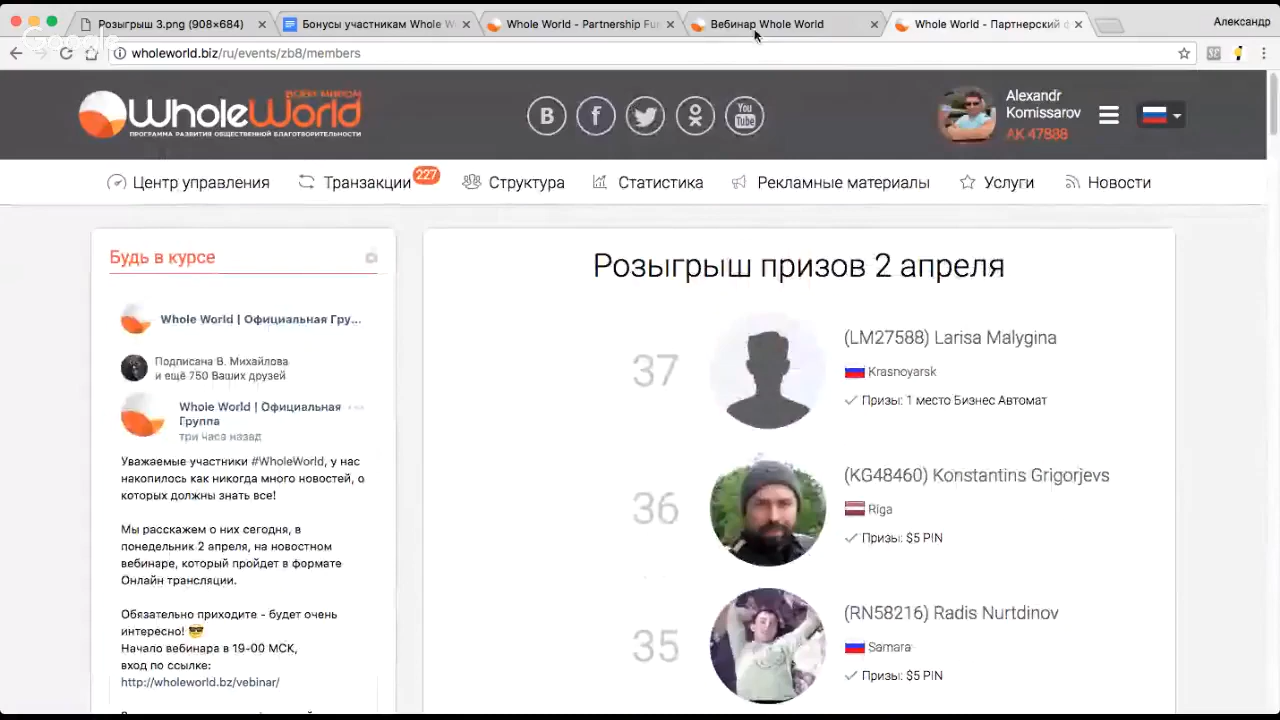 Розыгрыш 3.png (908×684)
Бонусы участникам Whole W
Whole World - Partnership Fu
Вебинар Whole World
Whole World - Партнерский ф
Александр
Google
wholeworld.biz/ru/events/zb8/members
ВСЕМ МИРОМ
WholeWorld
ПРОГРАММА РАЗВИТИЯ ОБЩЕСТВЕННОЙ БЛАГОТВОРИТЕЛЬНОСТИ
You
Tube
Alexandr
Komissarov
AK 47888
Центр управления
Транзакции 227
Структура
Статистика
Рекламные материалы
Услуги
Новости
Будь в курсе
Whole World | Официальная Гру...
Подписана В. Михайлова
и ещё 750 Ваших друзей
Whole World | Официальная
Группа
три часа назад
Уважаемые участники #WholeWorld, у нас
накопилось как никогда много новостей, о
которых должны знать все!
Мы расскажем о них сегодня, в
понедельник 2 апреля, на новостном
вебинаре, который пройдет в формате
Онлайн трансляции.
Обязательно приходите - будет очень
интересно! 😎
Начало вебинара в 19-00 МСК,
вход по ссылке:
http://wholeworld.bz/vebinar/
Розыгрыш призов 2 апреля
37
(LM27588) Larisa Malygina
Krasnoyarsk
Призы: 1 место Бизнес Автомат
36
(KG48460) Konstantins Grigorjevs
Riga
Призы: $5 PIN
35
(RN58216) Radis Nurtdinov
Samara
Призы: $5 PIN